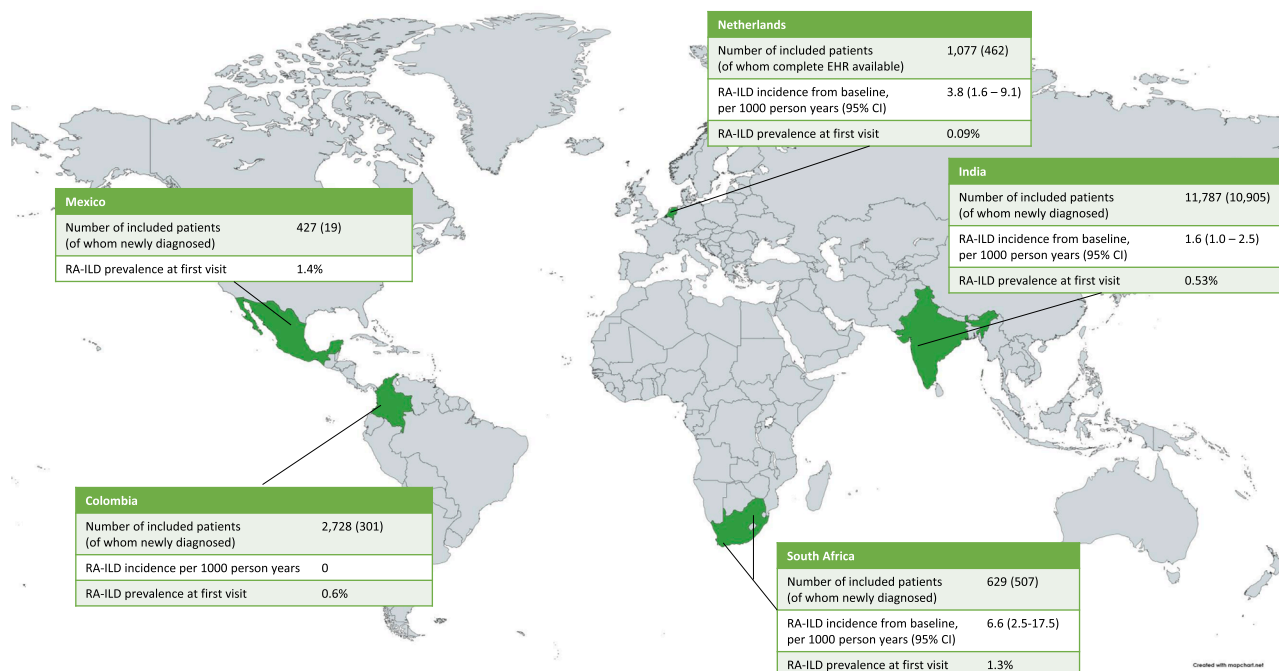 Netherlands
Number of included patients 1,077 (462)
(of whom complete EHR available)
RA-ILD incidence from baseline, 3.8 (1.6 – 9.1)
per 1000 person years (95% CI)
RA-ILD prevalence at first visit 0.09%
India
Number of included patients 11,787 (10,905)
(of whom newly diagnosed)
RA-ILD incidence from baseline, 1.6 (1.0 – 2.5)
per 1000 person years (95% CI)
RA-ILD prevalence at first visit 0.53%
Mexico
Number of included patients 427 (19)
(of whom newly diagnosed)
RA-ILD prevalence at first visit 1.4%
Colombia
Number of included patients 2,728 (301)
(of whom newly diagnosed)
RA-ILD incidence per 1000 person years 0
RA-ILD prevalence at first visit 0.6%
South Africa
Number of included patients 629 (507)
(of whom newly diagnosed)
RA-ILD incidence from baseline, 6.6 (2.5-17.5)
per 1000 person years (95% CI)
RA-ILD prevalence at first visit 1.3%
Created with mapchart.net